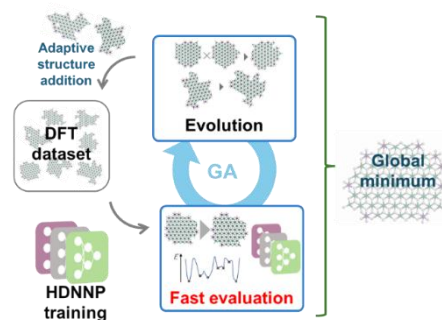 Adaptive
structure
addition
DFT
dataset
HDNNP
training
Evolution
GA
Fast evaluation
Global
minimum